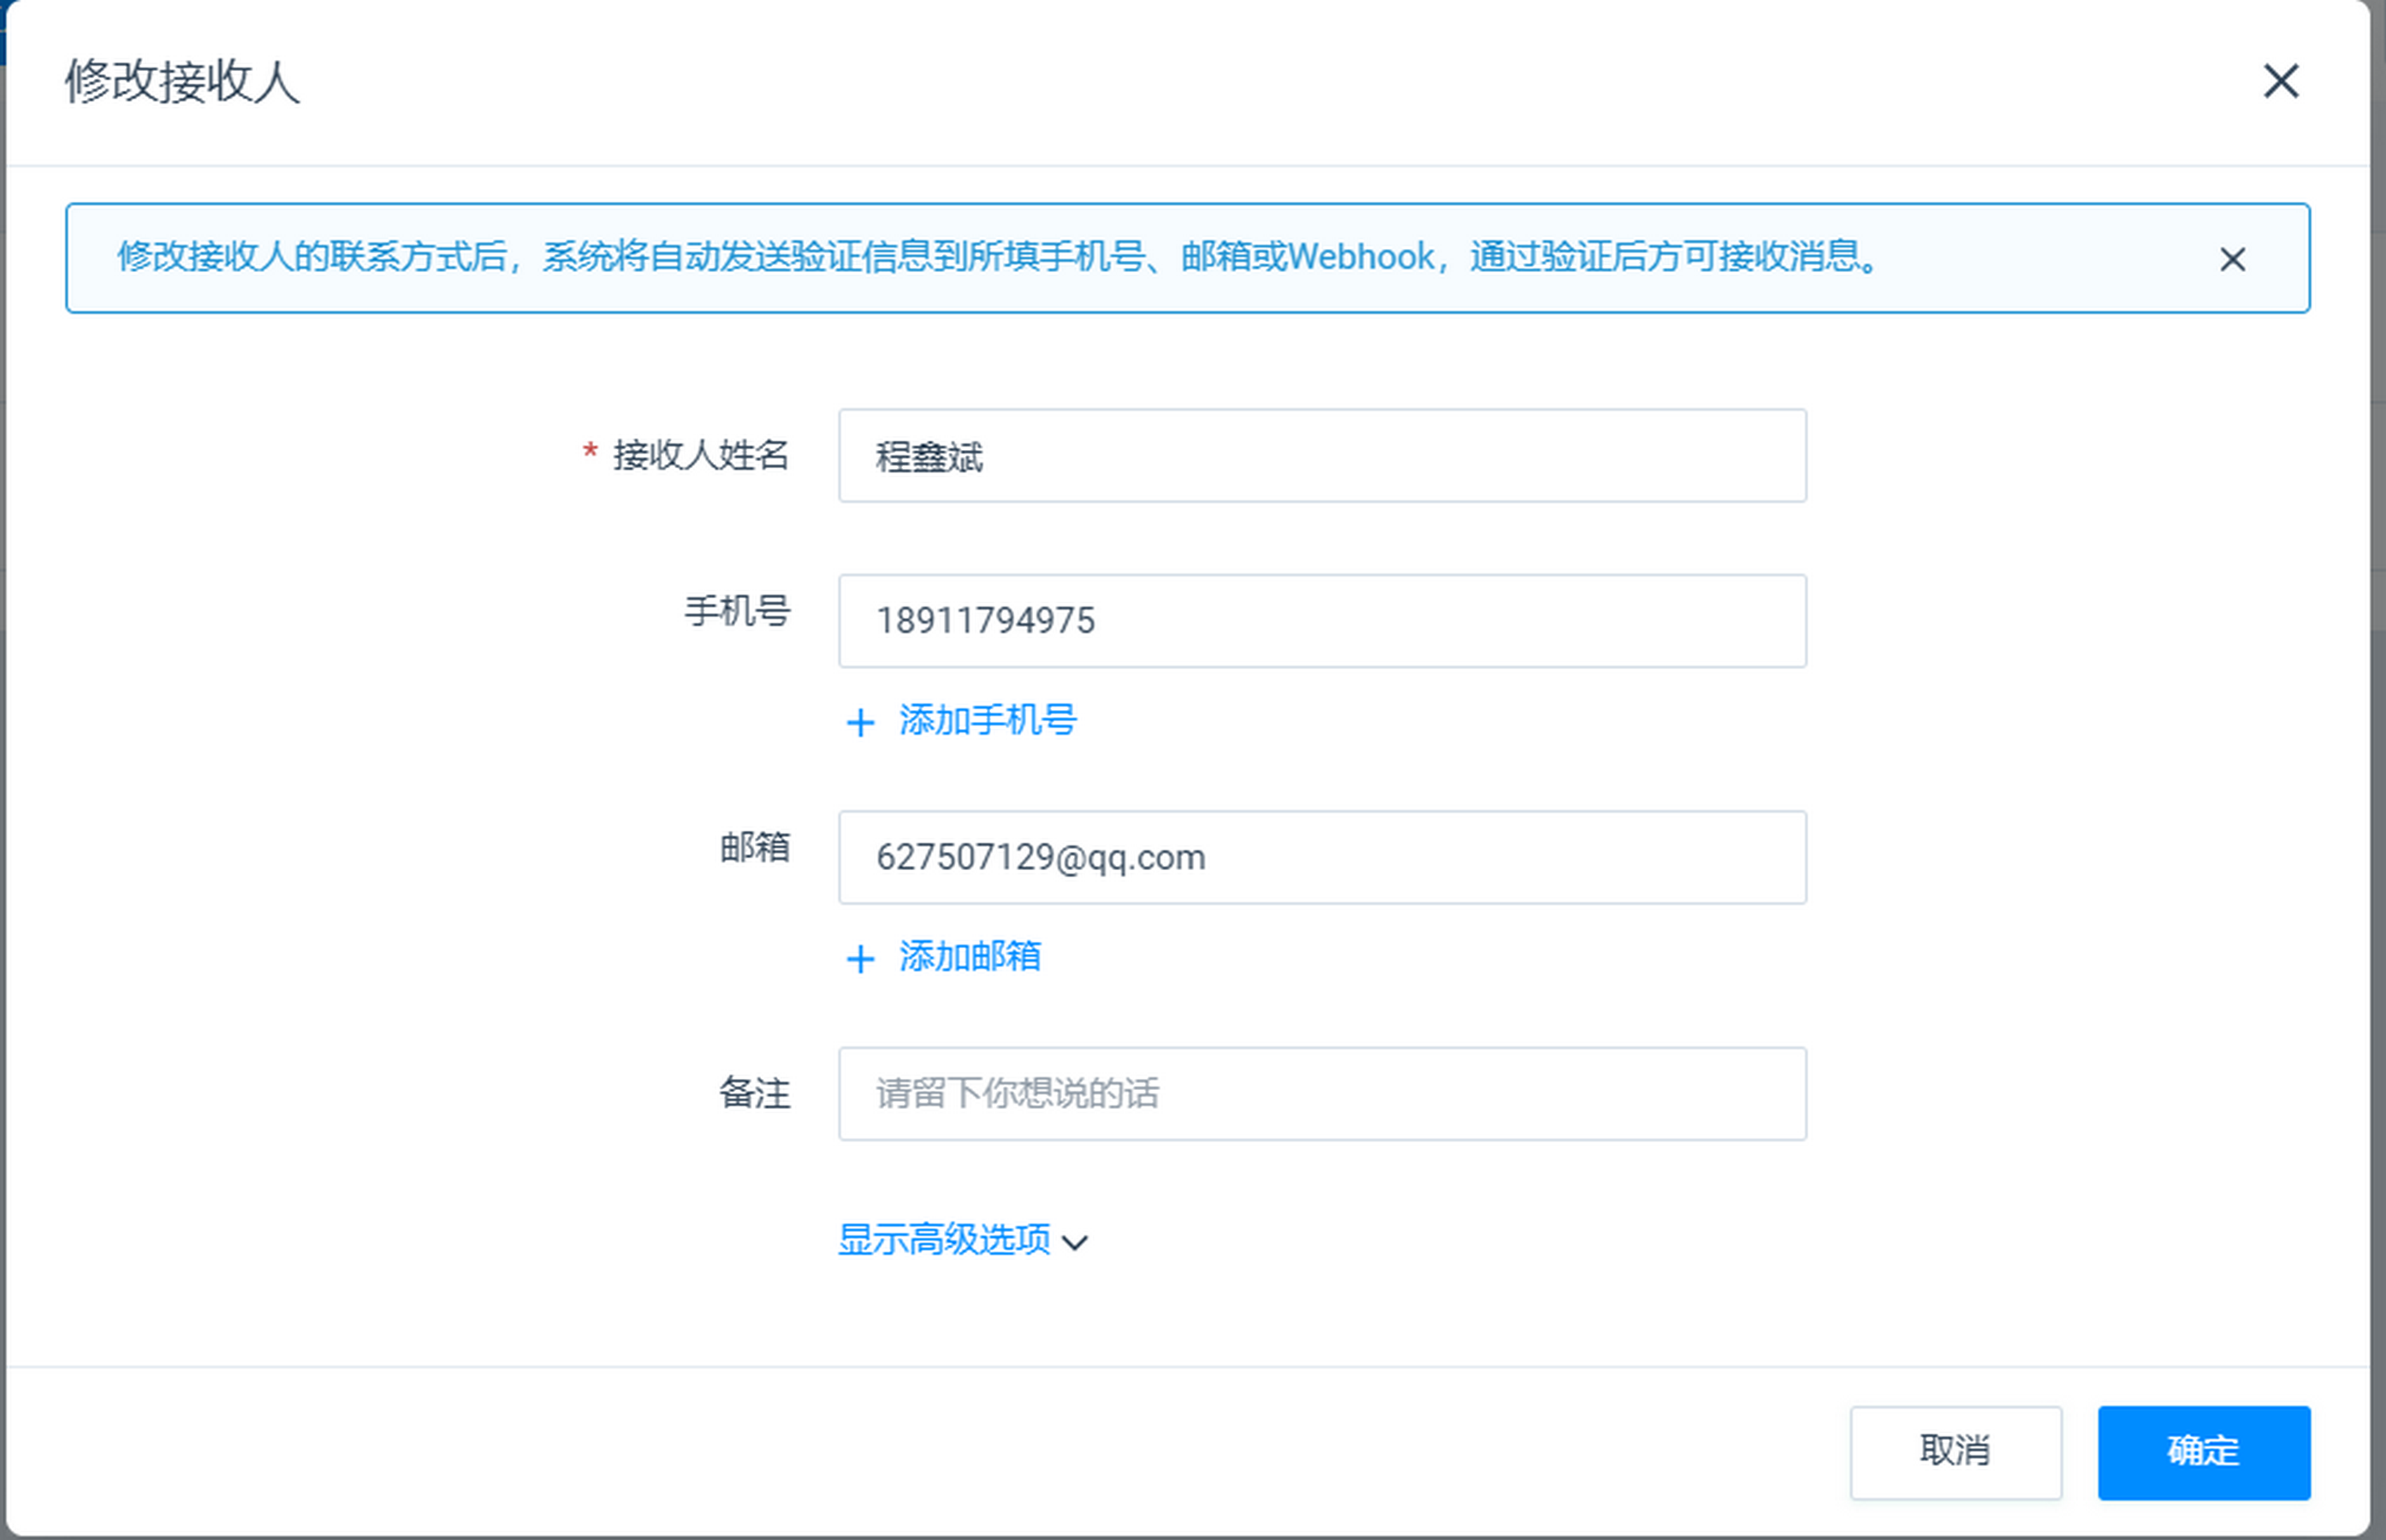 修改接收人
修改接收人的联系方式后，系统将自动发送验证信息到所填手机号、邮箱或Webhook，通过验证后方可接收消息。
* 接收人姓名 程鑫斌
手机号 18911794975
+ 添加手机号
邮箱 627507129@qq.com
+ 添加邮箱
备注 请留下你想说的话
显示高级选项
取消 确定